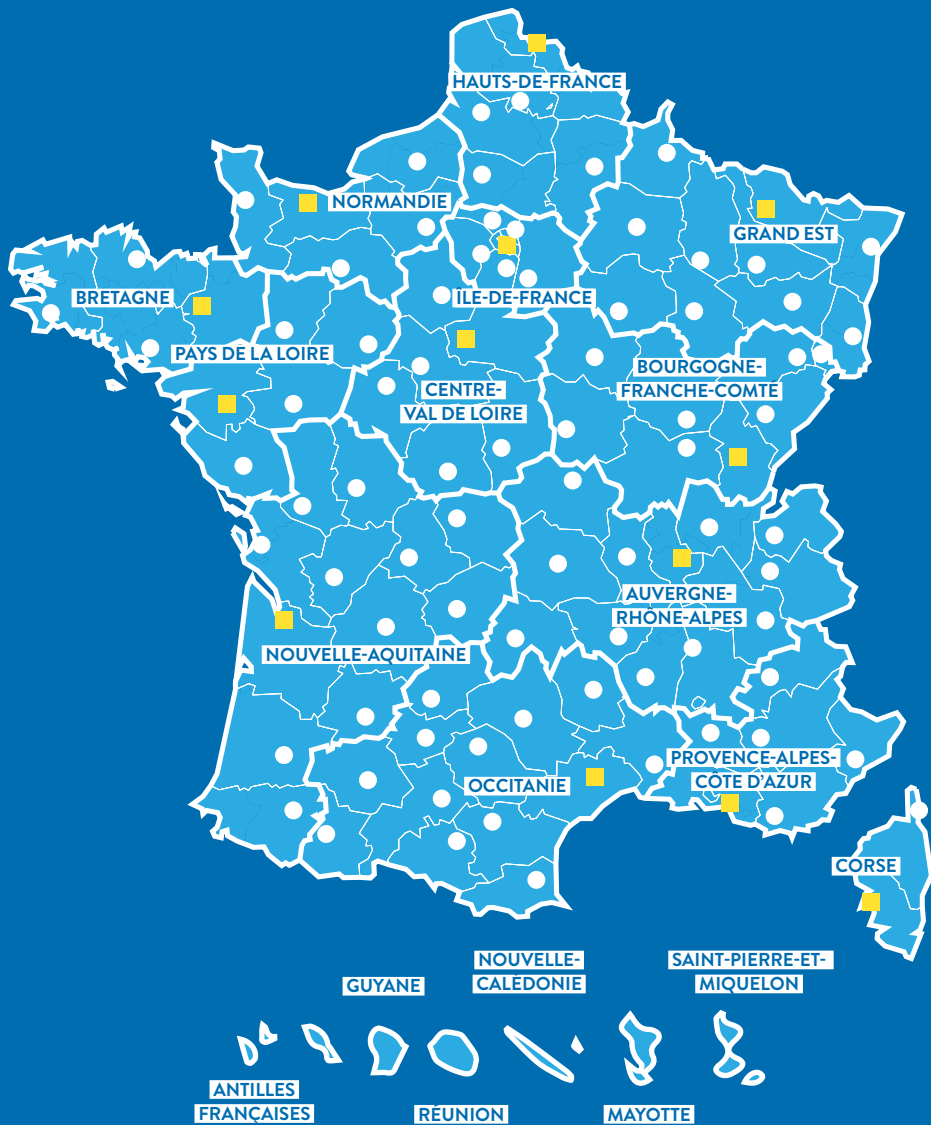 HAUTS-DE-FRANCE
NORMANDIE
GRAND EST
BRETAGNE
ÎLE-DE-FRANCE
PAYS DE LA LOIRE
BOURGOGNE-
FRANCHE-COMTÉ
CENTRE-
VAL DE LOIRE
AUVERGNE-
RHÔNE-ALPES
NOUVELLE-AQUITAINE
PROVENCE-ALPES-
CÔTE D'AZUR
OCCITANIE
CORSE
GUYANE
NOUVELLE-
CALÉDONIE
SAINT-PIERRE-ET-
MIQUELON
ANTILLES
FRANÇAISES
RÉUNION
MAYOTTE